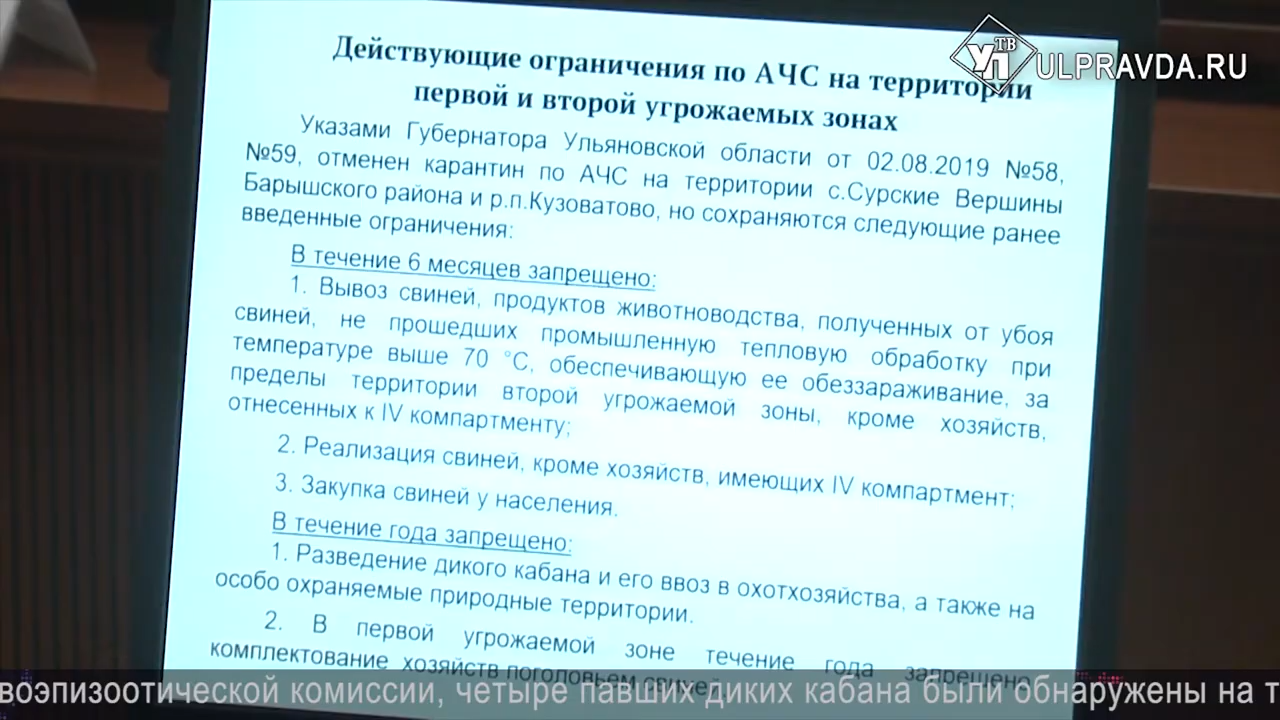 Действующие ограничения по АЧС на территории
первой и второй угрожаемых зонах
Указами Губернатора Ульяновской области от 02.08.2019 №58,
№59, отменен карантин по АЧС на территории с.Сурские Вершины
Барышского района и р.п.Кузоватово, но сохраняются следующие ранее
введенные ограничения:
В течение 6 месяцев запрещено:
1. Вывоз свиней, продуктов животноводства, полученных от убоя
свиней, не прошедших промышленную тепловую обработку при
температуре выше 70 °С, обеспечивающую ее обеззараживание, за
пределы территории второй угрожаемой зоны, кроме хозяйств,
отнесенных к IV компартменту;
2. Реализация свиней, кроме хозяйств, имеющих IV компартмент;
3. Закупка свиней у населения.
В течение года запрещено:
1. Разведение дикого кабана и его ввоз в охотхозяйства, а также на
особо охраняемые природные территории.
2. В первой угрожаемой зоне течение года запрещено
комплектование хозяйств поголовьем свиней.
УП ТВ ULPRAVDA.RU
воэпизоотической комиссии, четыре павших диких кабана были обнаружены на т